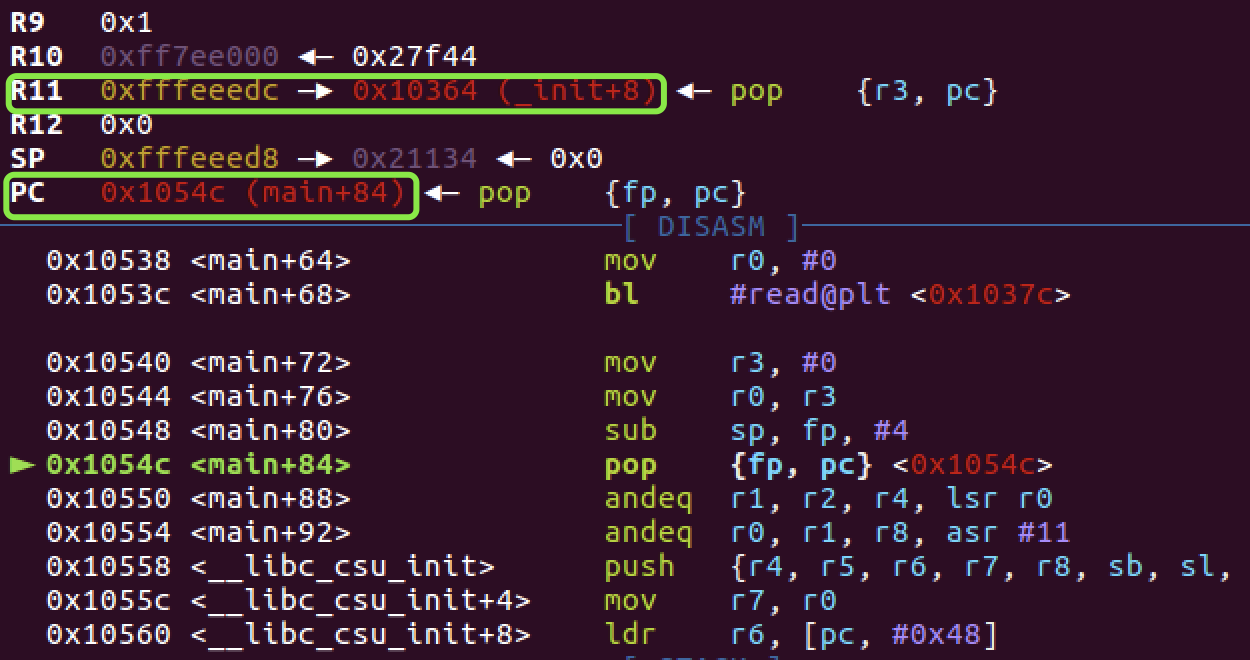 R9 0x1
R10 0xff7ee000 ◂— 0x27f44
R11 0xfffeeedc —▸ 0x10364 (_init+8) ◂— pop {r3, pc}
R12 0x0
SP 0xfffeeed8 —▸ 0x21134 ◂— 0x0
PC 0x1054c (main+84) ◂— pop {fp, pc}
[ DISASM ]
0x10538 <main+64> mov r0, #0
0x1053c <main+68> bl #read@plt <0x1037c>
0x10540 <main+72> mov r3, #0
0x10544 <main+76> mov r0, r3
0x10548 <main+80> sub sp, fp, #4
► 0x1054c <main+84> pop {fp, pc} <0x1054c>
0x10550 <main+88> andeq r1, r2, r4, lsr r0
0x10554 <main+92> andeq r0, r1, r8, asr #11
0x10558 <__libc_csu_init> push {r4, r5, r6, r7, r8, sb, sl,
0x1055c <__libc_csu_init+4> mov r7, r0
0x10560 <__libc_csu_init+8> ldr r6, [pc, #0x48]